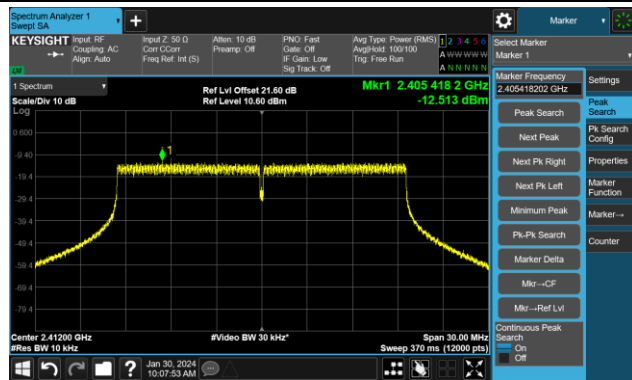 Spectrum Analyzer 1
Swept SA
Marker
KEYSIGHT
Input: RF
Coupling: AC
Align: Auto
Input Z: 50 Ω
Corr CCorr
Freq Ref: Int (S)
Atten: 10 dB
Preamp: Off
PNO: Fast
Gate: Off
IF Gain: Low
Sig Track: Off
Avg Type: Power (RMS)
Avg|Hold: 100/100
Trig: Free Run
1 2 3 4 5 6
A W W W W W
A N N N N N
LXI
Select Marker
Marker 1
1 Spectrum
Scale/Div 10 dB
Log
Ref Lvl Offset 21.60 dB
Ref Level 10.60 dBm
Mkr1 2.405 418 2 GHz
-12.513 dBm
0.600
-9.40
-19.4
-29.4
-39.4
-49.4
-59.4
-69.4
-79.4
1
Center 2.41200 GHz
#Res BW 10 kHz
#Video BW 30 kHz*
Span 30.00 MHz
Sweep 370 ms (12000 pts)
Marker Frequency
2.405418202 GHz
Peak Search
Next Peak
Next Pk Right
Next Pk Left
Minimum Peak
Pk-Pk Search
Marker Delta
Mkr→CF
Mkr→Ref Lvl
Continuous Peak
Search
On
Off
Settings
Peak
Search
Pk Search
Config
Properties
Marker
Function
Marker→
Counter
?
Jan 30, 2024
10:07:53 AM